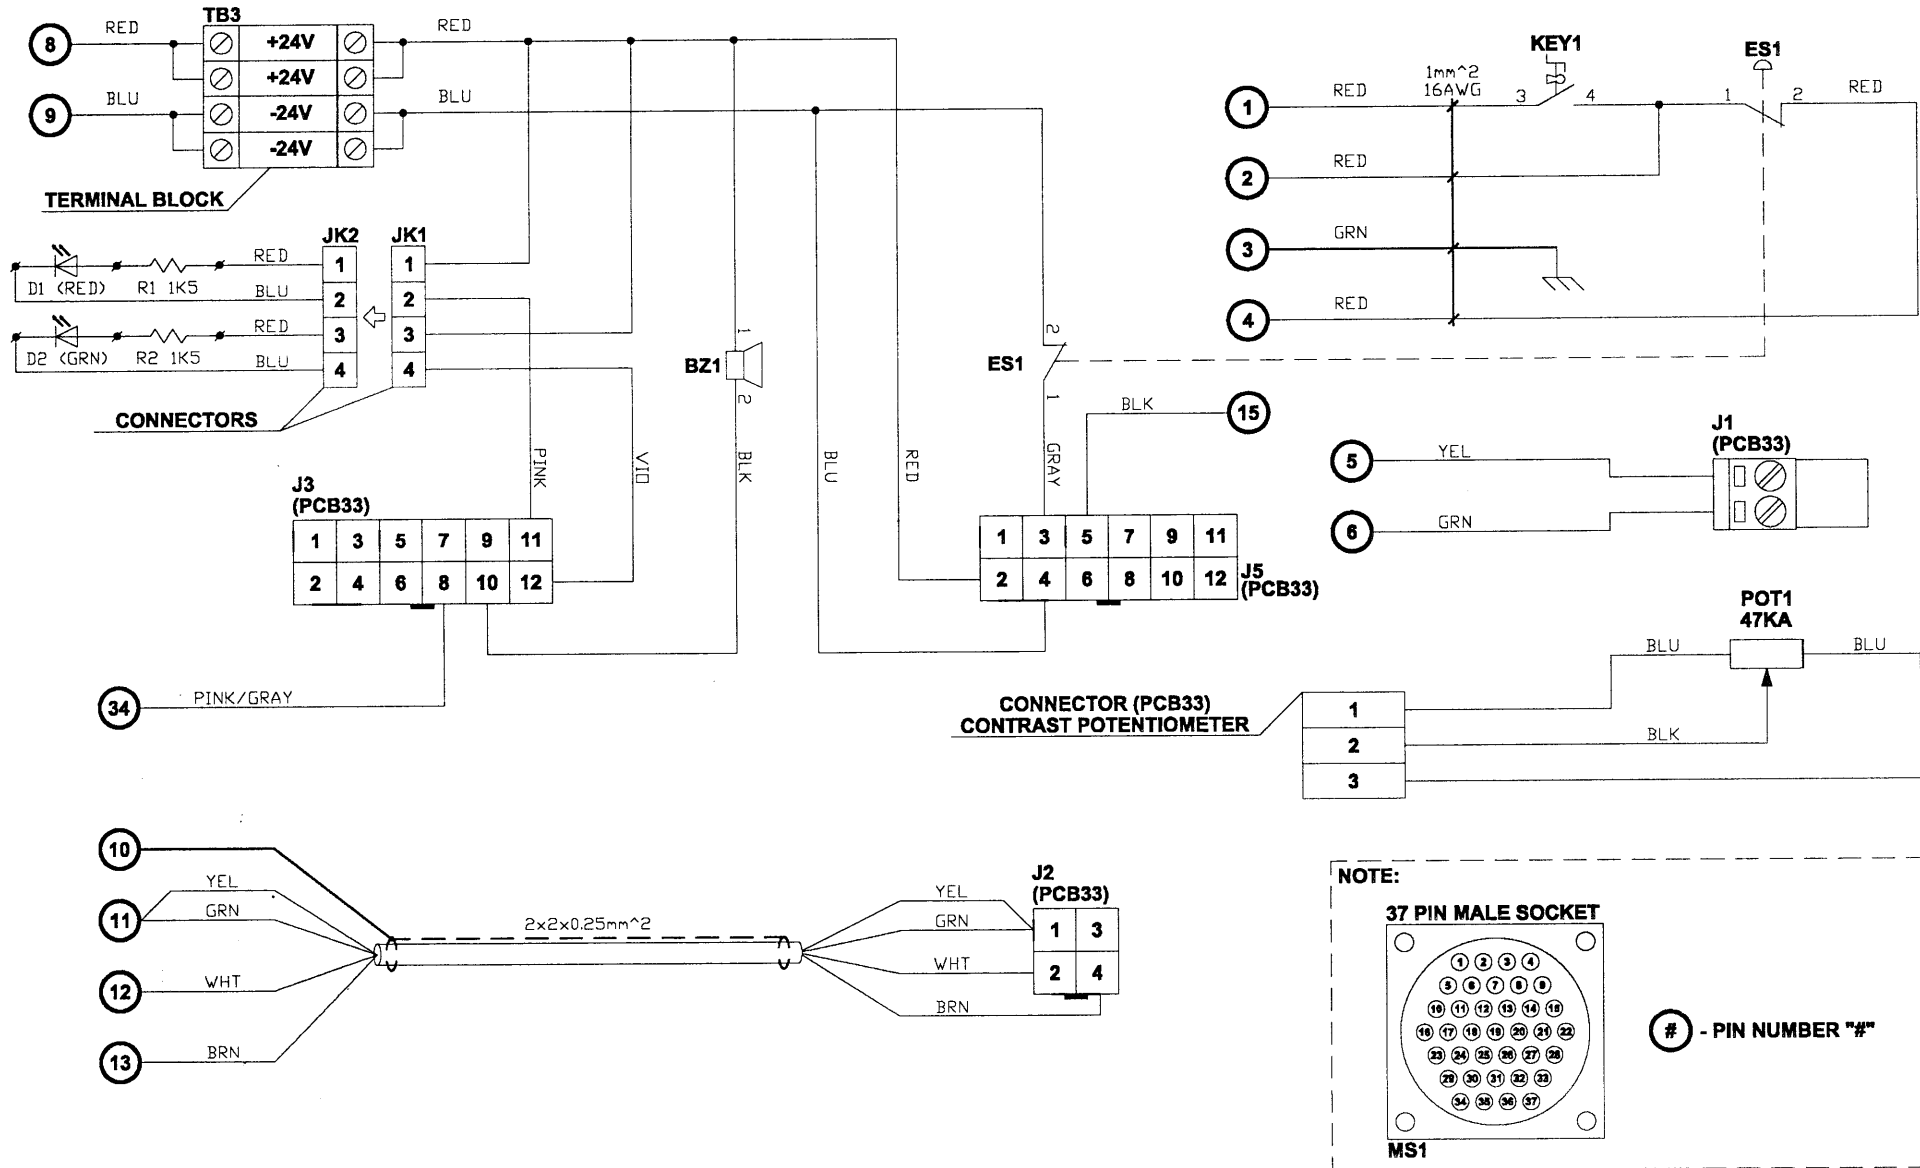 TB3
8 RED +24V RED
+24V
9 BLU -24V BLU
-24V
TERMINAL BLOCK
JK2 JK1
RED 1 1
D1 (RED) R1 1K5
BLU 2 2
RED 3 3
D2 (GRN) R2 1K5
BLU 4 4
CONNECTORS
1
BZ1
2
2
ES1
1
PINK
VIO
BLK
BLU
RED
GRAY
BLK 15
J3
(PCB33)
1 3 5 7 9 11
2 4 6 8 10 12
1 3 5 7 9 11
2 4 6 8 10 12
J5
(PCB33)
34 PINK/GRAY
KEY1
ES1
1mm^2
16AWG
1 RED 3 4 1 2 RED
2 RED
3 GRN
4 RED
J1
(PCB33)
5 YEL
6 GRN
POT1
47KA
BLU BLU
CONNECTOR (PCB33)
CONTRAST POTENTIOMETER
1
2 BLK
3
10
YEL
11 GRN
12 WHT
13 BRN
2x2x0.25mm^2
J2
(PCB33)
YEL
GRN 1 3
WHT 2 4
BRN
NOTE:
37 PIN MALE SOCKET
1 2 3 4
5 6 7 8 9
10 11 12 13 14 15
16 17 18 19 20 21 22
23 24 25 26 27 28
29 30 31 32 33
34 35 36 37
MS1
# - PIN NUMBER "#"